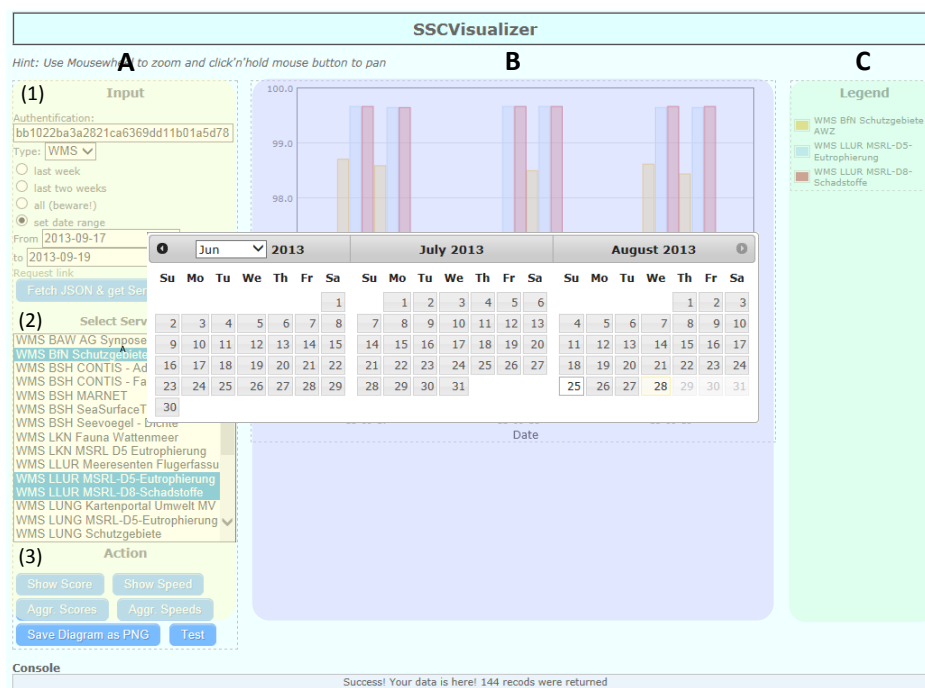 SSCVisualizer
Hint: Use Mousewheel to zoom and click'n'hold mouse button to pan
A
B
C
(1)
Input
Authentification:
bb1022ba3a2821ca6369dd11b01a5d78
Type: WMS
last week
last two weeks
all (beware!)
set date range
From 2013-09-17
to 2013-09-19
Request link
Fetch JSON & get Ser
(2)
Select Serv
WMS BAW AG Synpose
WMS BfN Schutzgebiete
WMS BSH CONTIS - Ad
WMS BSH CONTIS - Fa
WMS BSH MARNET
WMS BSH SeaSurfaceT
WMS BSH Seevoegel - Dichte
WMS LKN Fauna Wattenmeer
WMS LKN MSRL D5 Eutrophierung
WMS LLUR Meeresenten Flugerfassu
WMS LLUR MSRL-D5-Eutrophierung
WMS LLUR MSRL-D8-Schadstoffe
WMS LUNG Kartenportal Umwelt MV
WMS LUNG MSRL-D5-Eutrophierung
WMS LUNG Schutzgebiete
(3)
Action
Show Score Show Speed
Aggr. Scores Aggr. Speeds
Save Diagram as PNG Test
100.0
99.0
98.0
Jun 2013 July 2013 August 2013
Su Mo Tu We Th Fr Sa Su Mo Tu We Th Fr Sa Su Mo Tu We Th Fr Sa
1 1 2 3 4 5 6 1 2 3
2 3 4 5 6 7 8 7 8 9 10 11 12 13 4 5 6 7 8 9 10
9 10 11 12 13 14 15 14 15 16 17 18 19 20 11 12 13 14 15 16 17
16 17 18 19 20 21 22 21 22 23 24 25 26 27 18 19 20 21 22 23 24
23 24 25 26 27 28 29 28 29 30 31 25 26 27 28 29 30 31
30
Date
Legend
WMS BfN Schutzgebiete
AWZ
WMS LLUR MSRL-D5-
Eutrophierung
WMS LLUR MSRL-D8-
Schadstoffe
Console
Success! Your data is here! 144 recods were returned